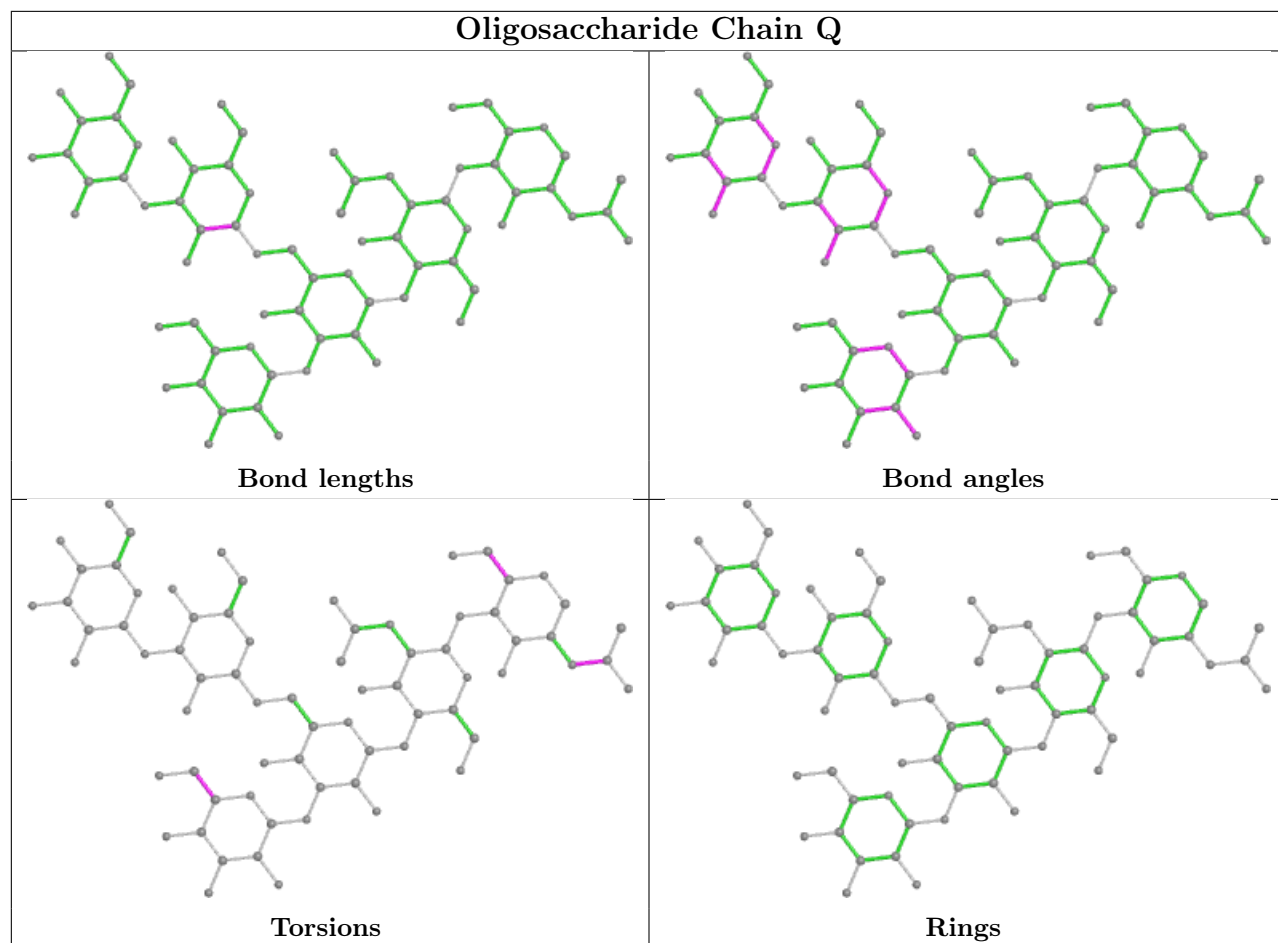 Oligosaccharide Chain Q
Bond lengths
Bond angles
Torsions
Rings